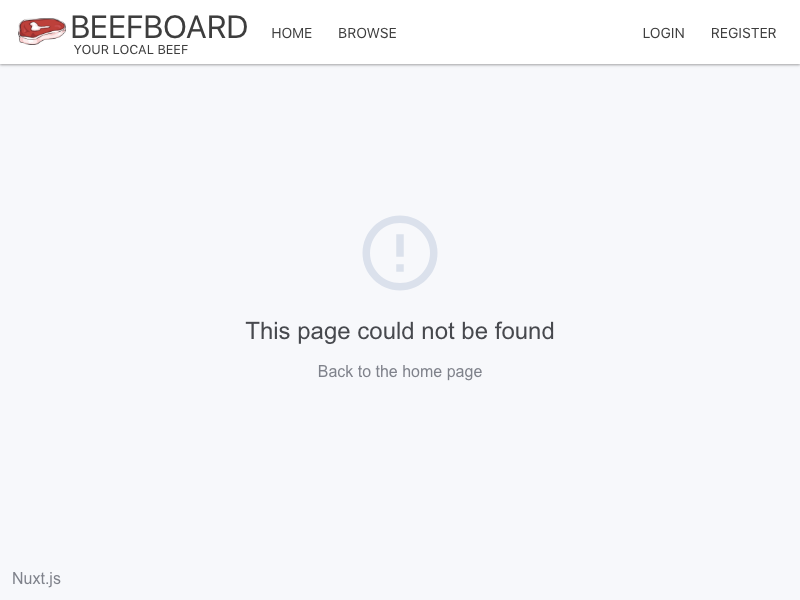 BEEFBOARD
YOUR LOCAL BEEF
HOME
BROWSE
LOGIN
REGISTER
This page could not be found
Back to the home page
Nuxt.js